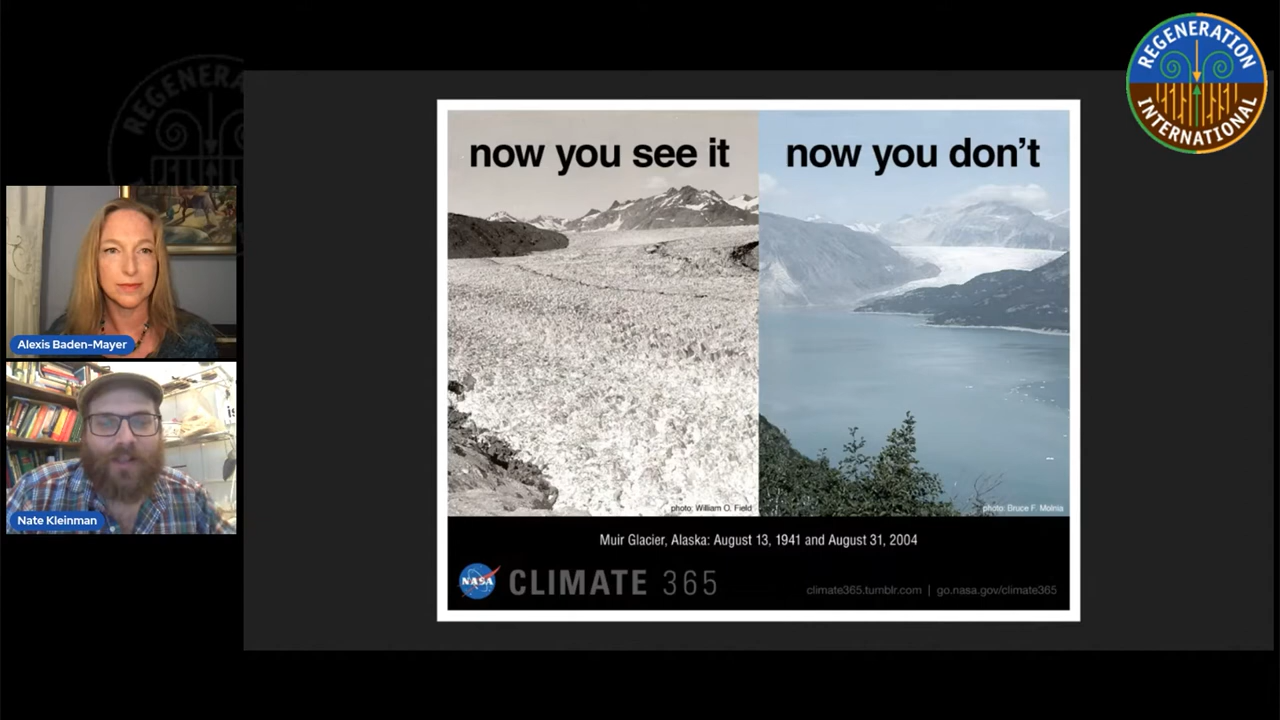 REGENERATION
INTERNATIONAL
REGENERA
now you see it
now you don't
Alexis Baden-Mayer
Nate Kleinman
photo: William O. Field
photo: Bruce F. Molnia
Muir Glacier, Alaska: August 13, 1941 and August 31, 2004
NASA
CLIMATE 365
climate365.tumblr.com | go.nasa.gov/climate365